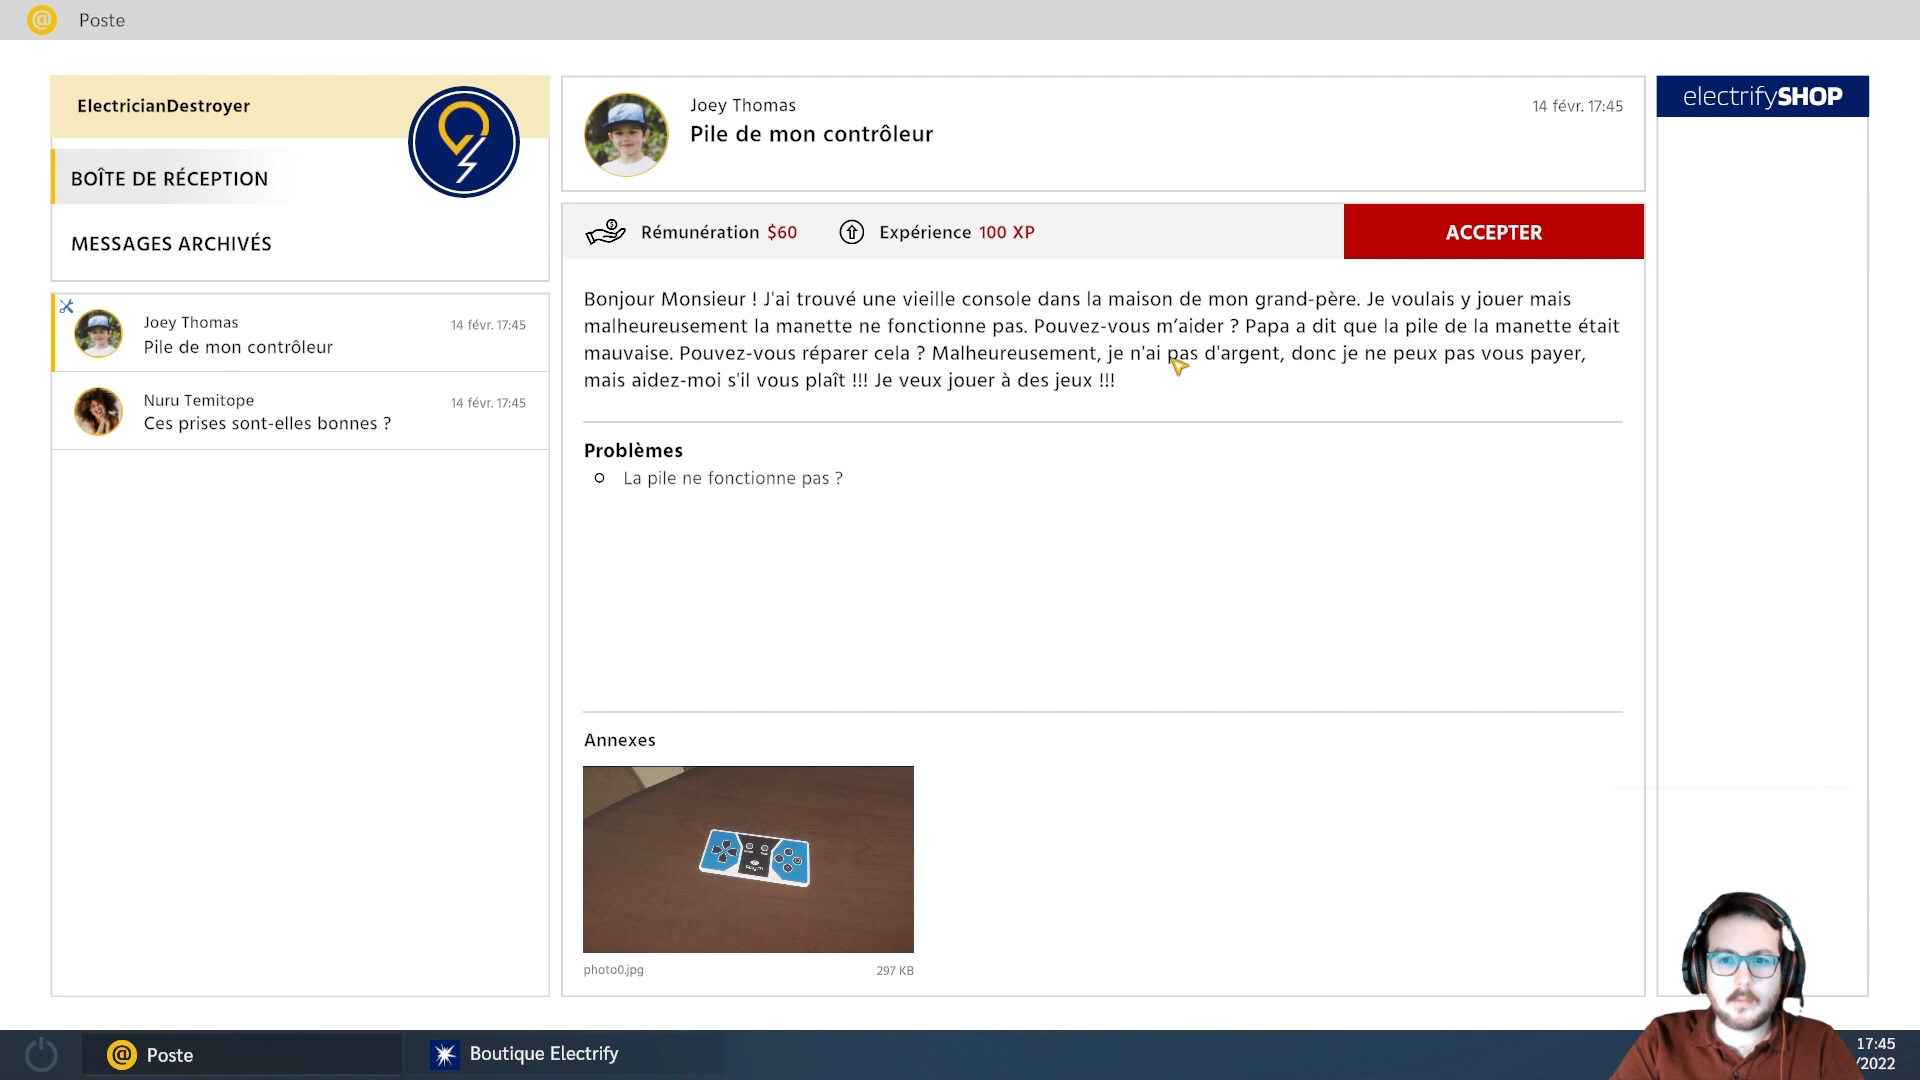 Poste
ElectricianDestroyer
BOÎTE DE RÉCEPTION
MESSAGES ARCHIVÉS
Joey Thomas
14 févr. 17:45
Pile de mon contrôleur
Nuru Temitope
14 févr. 17:45
Ces prises sont-elles bonnes ?
Joey Thomas
14 févr. 17:45
Pile de mon contrôleur
Rémunération $60
Expérience 100 XP
ACCEPTER
Bonjour Monsieur ! J'ai trouvé une vieille console dans la maison de mon grand-père. Je voulais y jouer mais
malheureusement la manette ne fonctionne pas. Pouvez-vous m’aider ? Papa a dit que la pile de la manette était
mauvaise. Pouvez-vous réparer cela ? Malheureusement, je n'ai pas d'argent, donc je ne peux pas vous payer,
mais aidez-moi s'il vous plaît !!! Je veux jouer à des jeux !!!
Problèmes
La pile ne fonctionne pas ?
Annexes
photo0.jpg
297 KB
electrifySHOP
Poste
Boutique Electrify
17:45
/2022